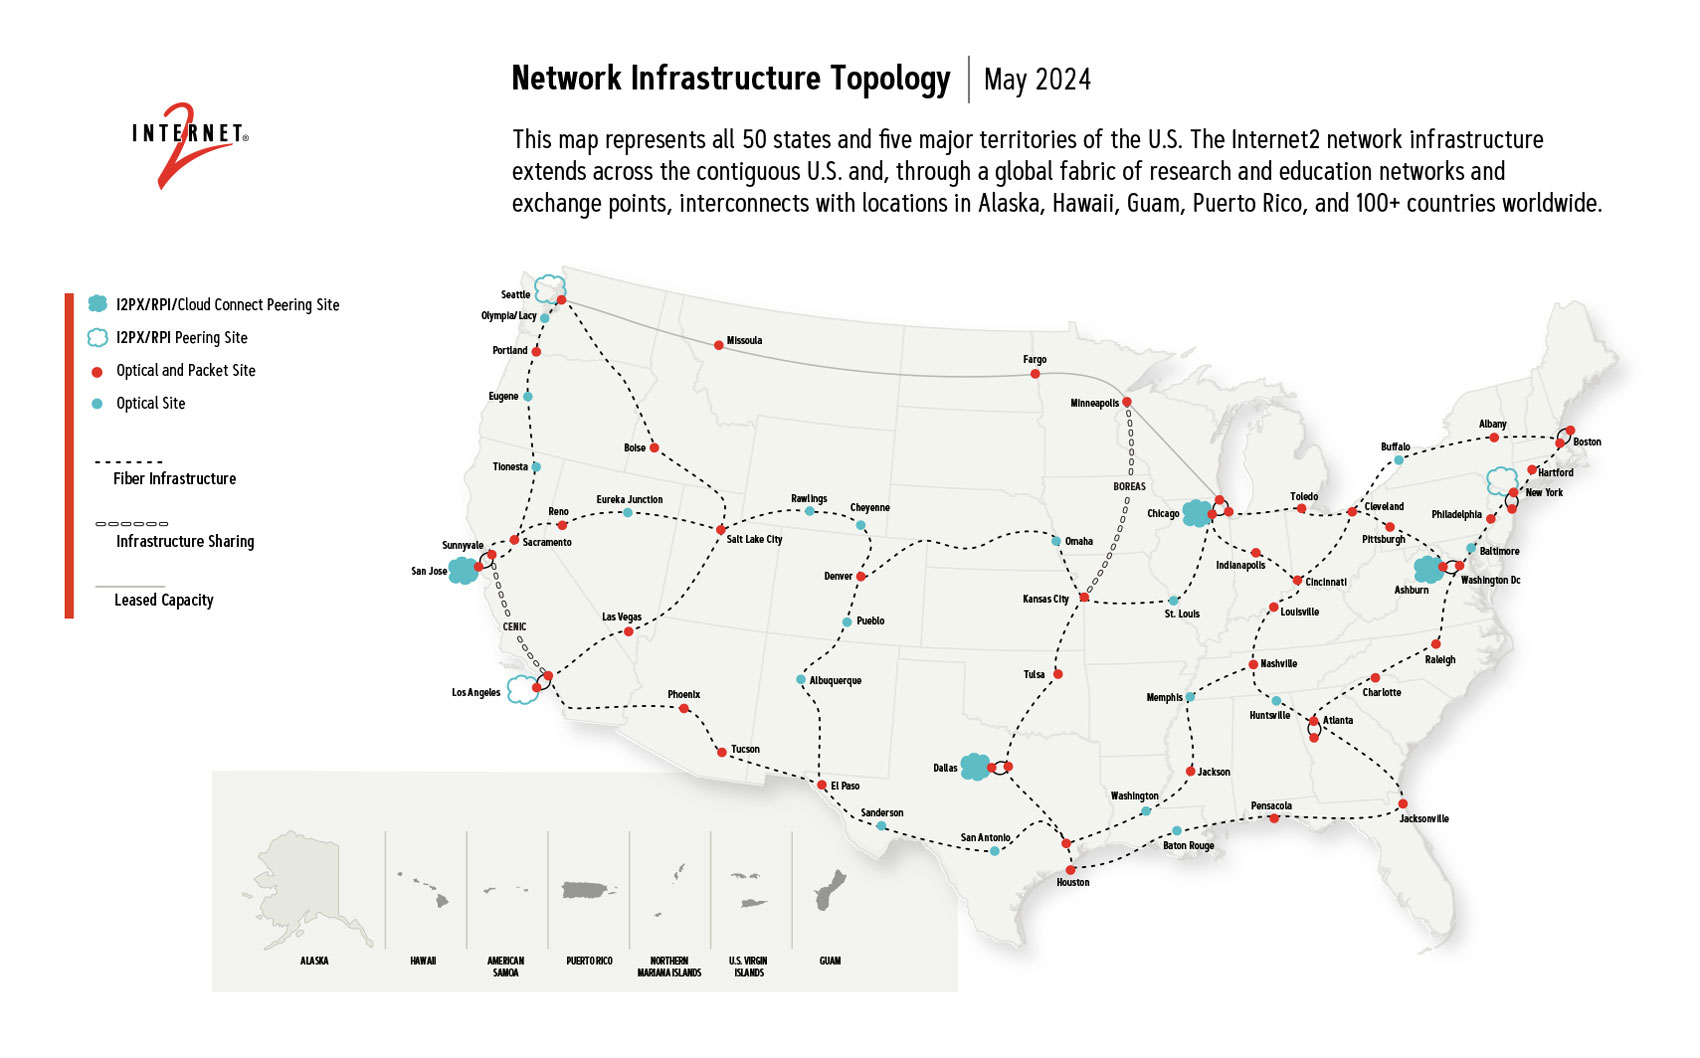 Network Infrastructure Topology | May 2024
INTERNET®
2
This map represents all 50 states and five major territories of the U.S. The Internet2 network infrastructure
extends across the contiguous U.S. and, through a global fabric of research and education networks and
exchange points, interconnects with locations in Alaska, Hawaii, Guam, Puerto Rico, and 100+ countries worldwide.
I2PX/RPI/Cloud Connect Peering Site
I2PX/RPI Peering Site
Optical and Packet Site
Optical Site
Fiber Infrastructure
Infrastructure Sharing
Leased Capacity
Seattle
Olympia/Lacy
Portland
Missoula
Fargo
Eugene
Minneapolis
Albany
Boise
Buffalo
Boston
Tionesta
Hartford
BOREAS
Eureka Junction
Rawlings
Toledo
New York
Reno
Cheyenne
Cleveland
Chicago
Philadelphia
Sacramento
Salt Lake City
Omaha
Pittsburgh
Sunnyvale
Baltimore
San Jose
Indianapolis
Denver
Cincinnati
Washington Dc
Ashburn
Kansas City
Las Vegas
St. Louis
Louisville
Pueblo
CENIC
Raleigh
Nashville
Tulsa
Albuquerque
Los Angeles
Phoenix
Memphis
Charlotte
Huntsville
Atlanta
Tucson
Dallas
Jackson
El Paso
Washington
Sanderson
Pensacola
Jacksonville
San Antonio
Baton Rouge
Houston
ALASKA
HAWAII
AMERICAN
SAMOA
PUERTO RICO
NORTHERN
MARIANA ISLANDS
U.S. VIRGIN
ISLANDS
GUAM